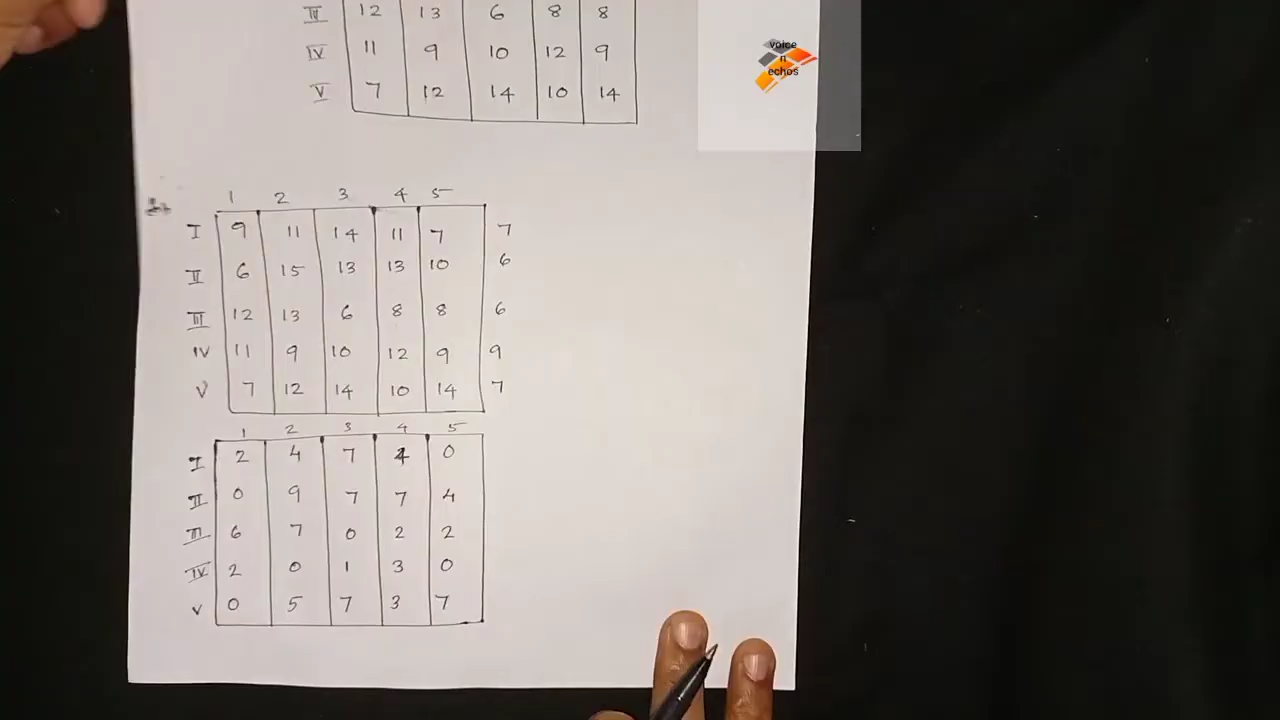 III 12 13 6 8 8
IV 11 9 10 12 9
V 7 12 14 10 14
voice
n
echos
1 2 3 4 5
I 9 11 14 11 7 7
II 6 15 13 13 10 6
III 12 13 6 8 8 6
IV 11 9 10 12 9 9
V 7 12 14 10 14 7
1 2 3 4 5
I 2 4 7 4 0
II 0 9 7 7 4
III 6 7 0 2 2
IV 2 0 1 3 0
V 0 5 7 3 7